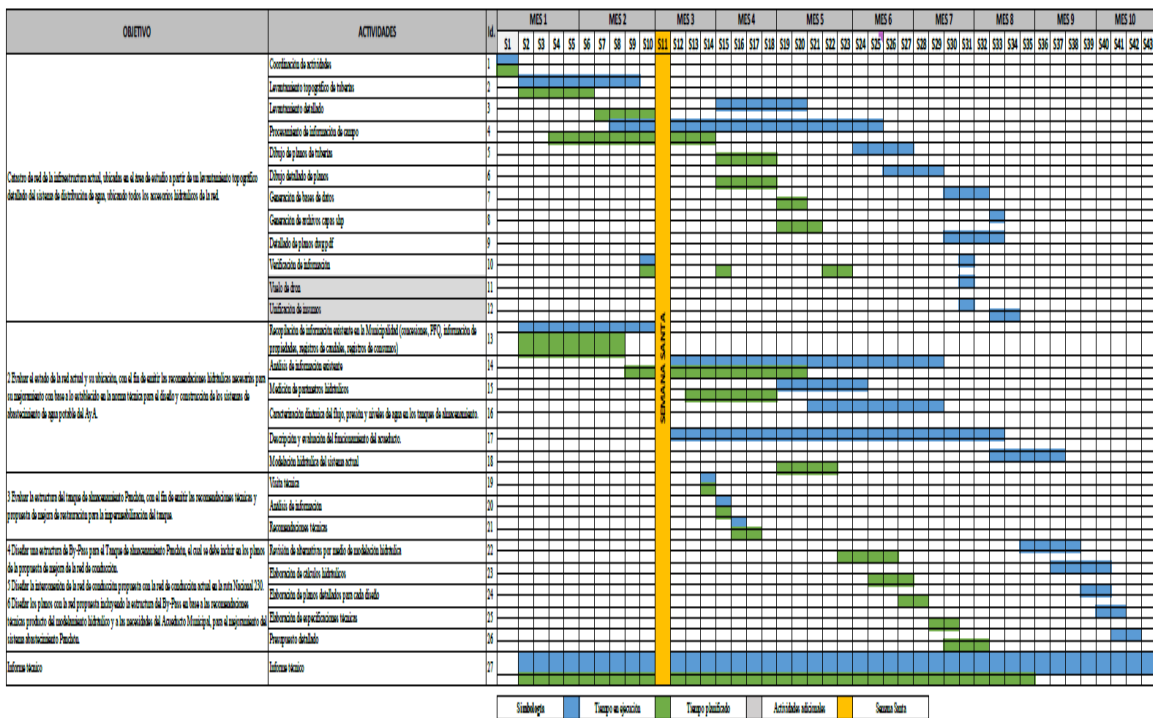 OBJETIVO ACTIVIDADES Id. MES 1 MES 2 MES 3 MES 4 MES 5 MES 6 MES 7 MES 8 MES 9 MES 10
S1 S2 S3 S4 S5 S6 S7 S8 S9 S10 S11 S12 S13 S14 S15 S16 S17 S18 S19 S20 S21 S22 S23 S24 S25 S26 S27 S28 S29 S30 S31 S32 S33 S34 S35 S36 S37 S38 S39 S40 S41 S42 S43
Catastro de red de la infraestructura actual, ubicadas en el área de estudio a partir de un levantamiento topográfico
detallado del sistema de distribución de agua, ubicando todos los accesorios hidráulicos de la red.
Coordinación de actividades 1
Levantamiento topográfico de tuberías 2
Levantamiento detallado 3
Procesamiento de información de campo 4
Dibujo de planos de tuberías 5
Dibujo detallado de planos 6
Generación de bases de datos 7
Generación de archivos capas shp 8
Detallado de planos dwg pdf 9
Verificación de información 10
Vuelo de dron 11
Unificación de insumos 12
SEMANA SANTA
2 Evaluar el estado de la red actual y su ubicación, con el fin de emitir las recomendaciones hidráulicas necesarias para
su mejoramiento con base a lo establecido en la norma técnica para el diseño y construcción de los sistemas de
abastecimiento de agua potable del AyA.
Recopilación de información existente en la Municipalidad (concesiones, PFQ, información de
propiedades, registros de caudales, registros de consumos) 13
Análisis de información existente 14
Medición de parámetros hidráulicos 15
Caracterización dinámica del flujo, presión y niveles de agua en los tanques de almacenamiento. 16
Descripción y evaluación del funcionamiento del acueducto. 17
Modelación hidráulica del sistema actual 18
3 Evaluar la estructura del tanque de almacenamiento Panchón, con el fin de emitir las recomendaciones técnicas y
propuesta de mejora de restauración para la impermeabilización del tanque.
Visita técnica 19
Análisis de información 20
Recomendaciones técnicas 21
4 Diseñar una estructura de By-Pass para el Tanque de almacenamiento Panchón, el cual se debe incluir en los planos
de la propuesta de mejora de la red de conducción.
5 Diseñar la interconexión de la red de conducción propuesta con la red de conducción actual en la ruta Nacional 230.
6 Diseñar los planos con la red propuesta incluyendo la estructura del By-Pass en base a las recomendaciones
técnicas producto del modelamiento hidráulico y a las necesidades del Acueducto Municipal, para el mejoramiento del
sistema abastecimiento Panchón.
Revisión de alternativas por medio de modelación hidráulica 22
Elaboración de cálculos hidráulicos 23
Elaboración de planos detallados para cada diseño 24
Elaboración de especificaciones técnicas 25
Presupuesto detallado 26
Informe técnico Informe técnico 27
Simbología Tiempo en ejecución Tiempo planificado Actividades adicionales Semana Santa